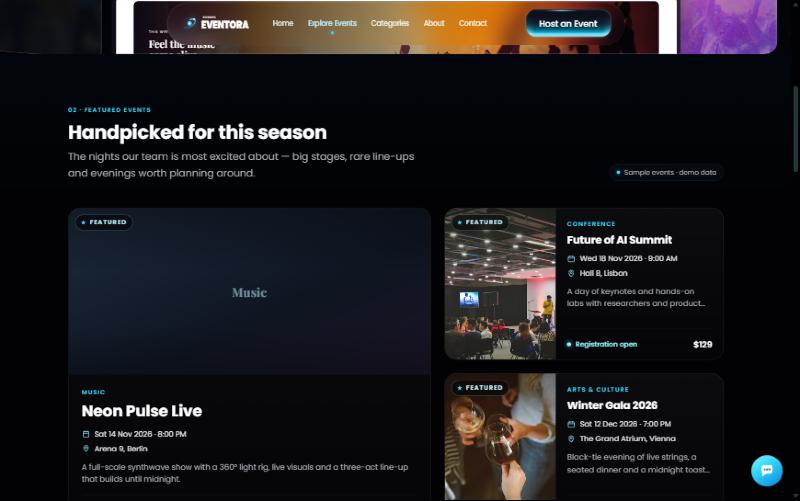 EVENTORA
Home
Explore Events
Categories
About
Contact
Host an Event
Feel the music
02 · FEATURED EVENTS
Handpicked for this season
The nights our team is most excited about — big stages, rare line-ups
and evenings worth planning around.
Sample events · demo data
FEATURED
Music
MUSIC
Neon Pulse Live
Sat 14 Nov 2026 · 8:00 PM
Arena 9, Berlin
A full-scale synthwave show with a 360° light rig, live visuals and a three-act line-up
that builds until midnight.
FEATURED
CONFERENCE
Future of AI Summit
Wed 18 Nov 2026 · 9:00 AM
Hall B, Lisbon
A day of keynotes and hands-on
labs with researchers and product…
Registration open
$129
FEATURED
ARTS & CULTURE
Winter Gala 2026
Sat 12 Dec 2026 · 7:00 PM
The Grand Atrium, Vienna
Black-tie evening of live strings, a
seated dinner and a midnight toast…